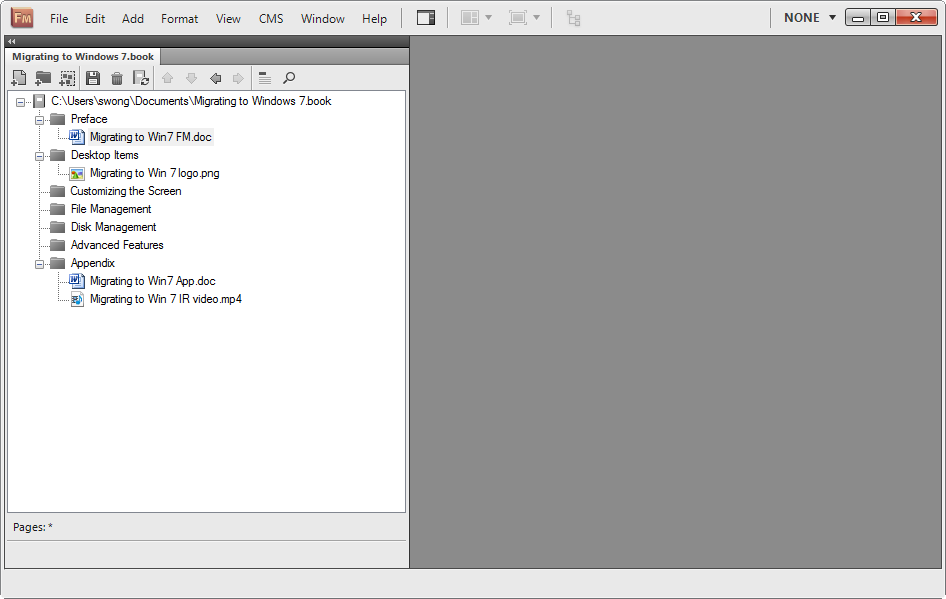 FM File Edit Add Format View CMS Window Help NONE
Migrating to Windows 7.book
C:\Users\swong\Documents\Migrating to Windows 7.book
Preface
Migrating to Win7 FM.doc
Desktop Items
Migrating to Win 7 logo.png
Customizing the Screen
File Management
Disk Management
Advanced Features
Appendix
Migrating to Win7 App.doc
Migrating to Win 7 IR video.mp4
Pages: *